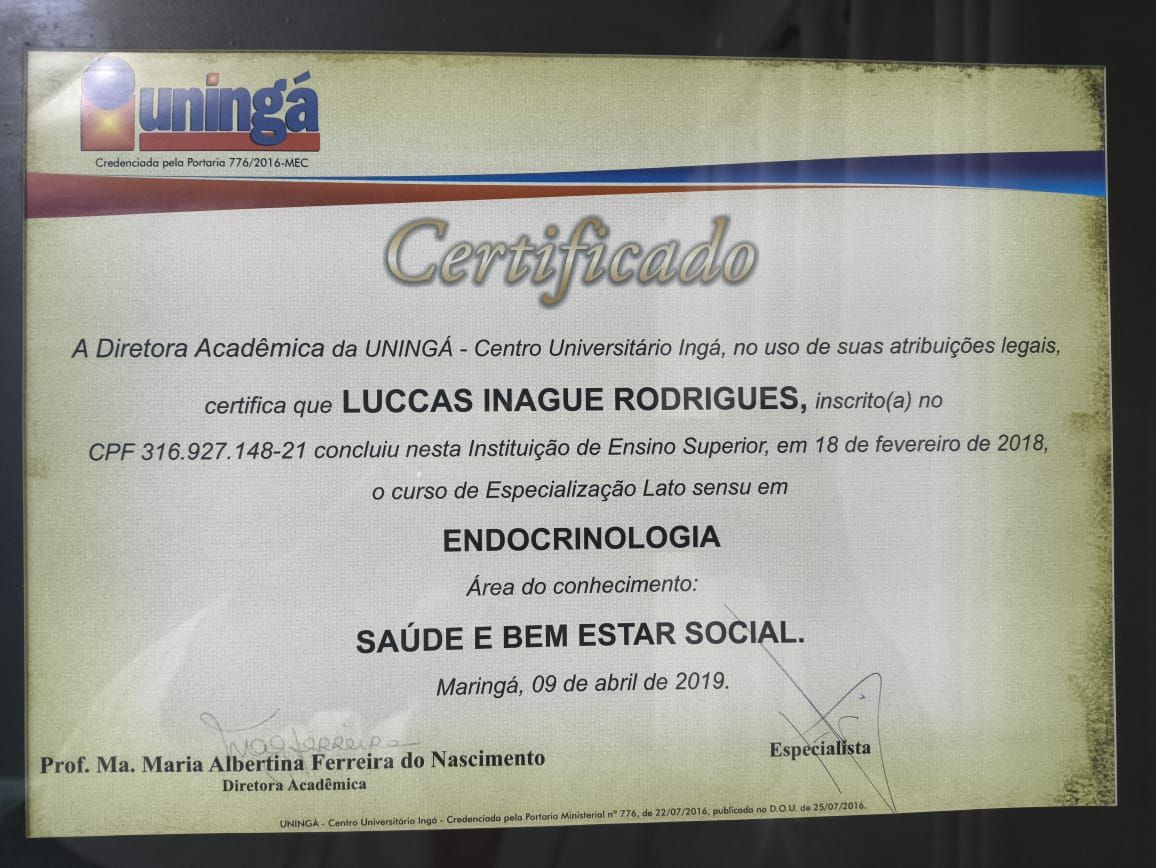 uningá
Credenciada pela Portaria 776/2016-MEC
Certificado
A Diretora Acadêmica da UNINGÁ - Centro Universitário Ingá, no uso de suas atribuições legais,
certifica que LUCCAS INAGUE RODRIGUES, inscrito(a) no
CPF 316.927.148-21 concluiu nesta Instituição de Ensino Superior, em 18 de fevereiro de 2018,
o curso de Especialização Lato sensu em
ENDOCRINOLOGIA
Área do conhecimento:
SAÚDE E BEM ESTAR SOCIAL.
Maringá, 09 de abril de 2019.
Prof. Ma. Maria Albertina Ferreira do Nascimento
Diretora Acadêmica
Especialista
UNINGÁ - Centro Universitário Ingá - Credenciada pela Portaria Ministerial nº 776, de 22/07/2016, publicada no D.O.U. de 25/07/2016.